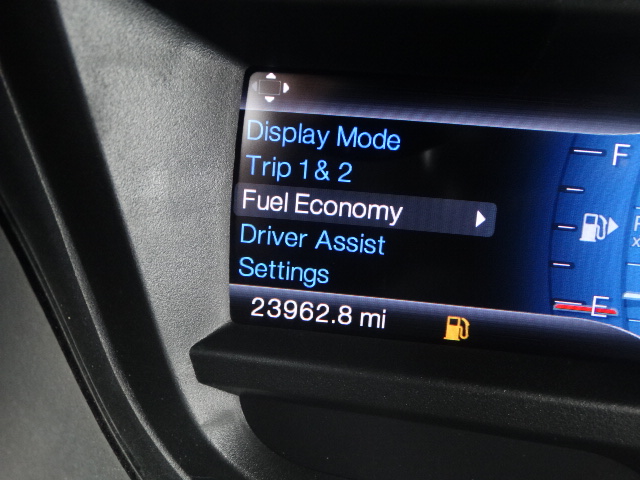 Display Mode
Trip 1 & 2
Fuel Economy
Driver Assist
Settings
23962.8 mi
F
E